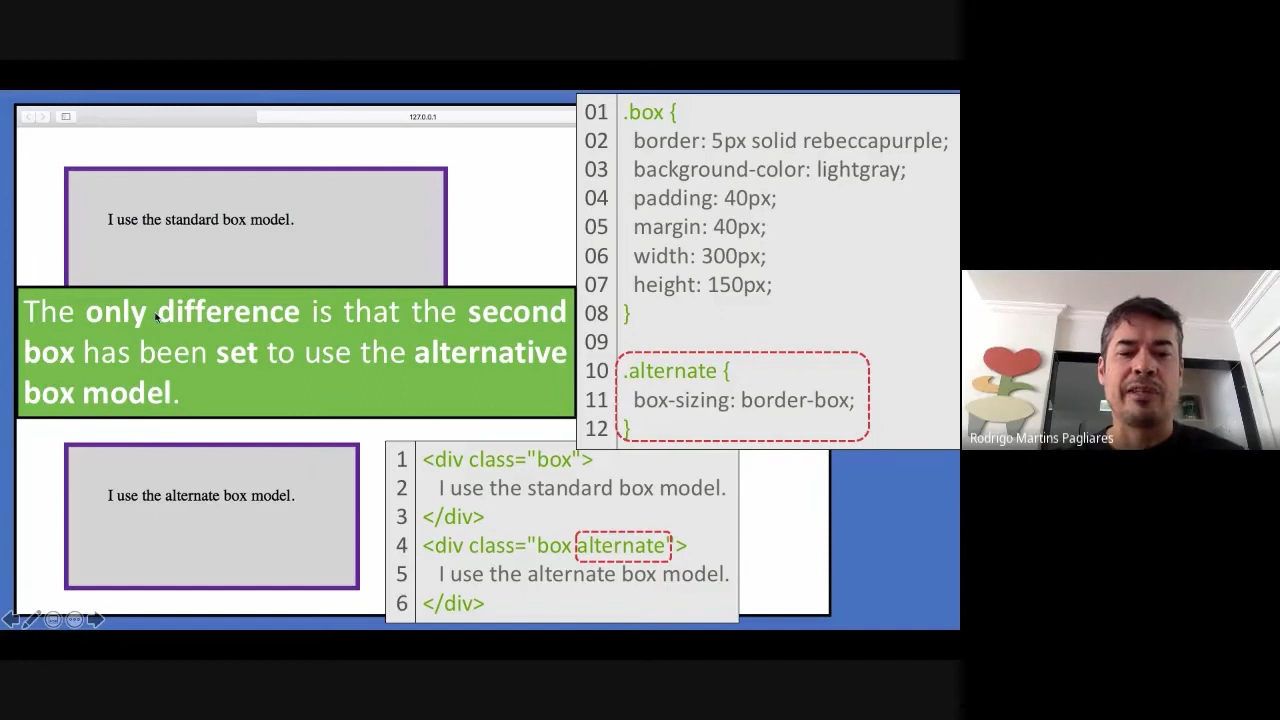 127.0.0.1
I use the standard box model.
The only difference is that the second
box has been set to use the alternative
box model.
I use the alternate box model.
01 .box {
02 border: 5px solid rebeccapurple;
03 background-color: lightgray;
04 padding: 40px;
05 margin: 40px;
06 width: 300px;
07 height: 150px;
08 }
09
10 .alternate {
11 box-sizing: border-box;
12 }
1 <div class="box">
2 I use the standard box model.
3 </div>
4 <div class="box alternate">
5 I use the alternate box model.
6 </div>
Rodrigo Martins Pagliares